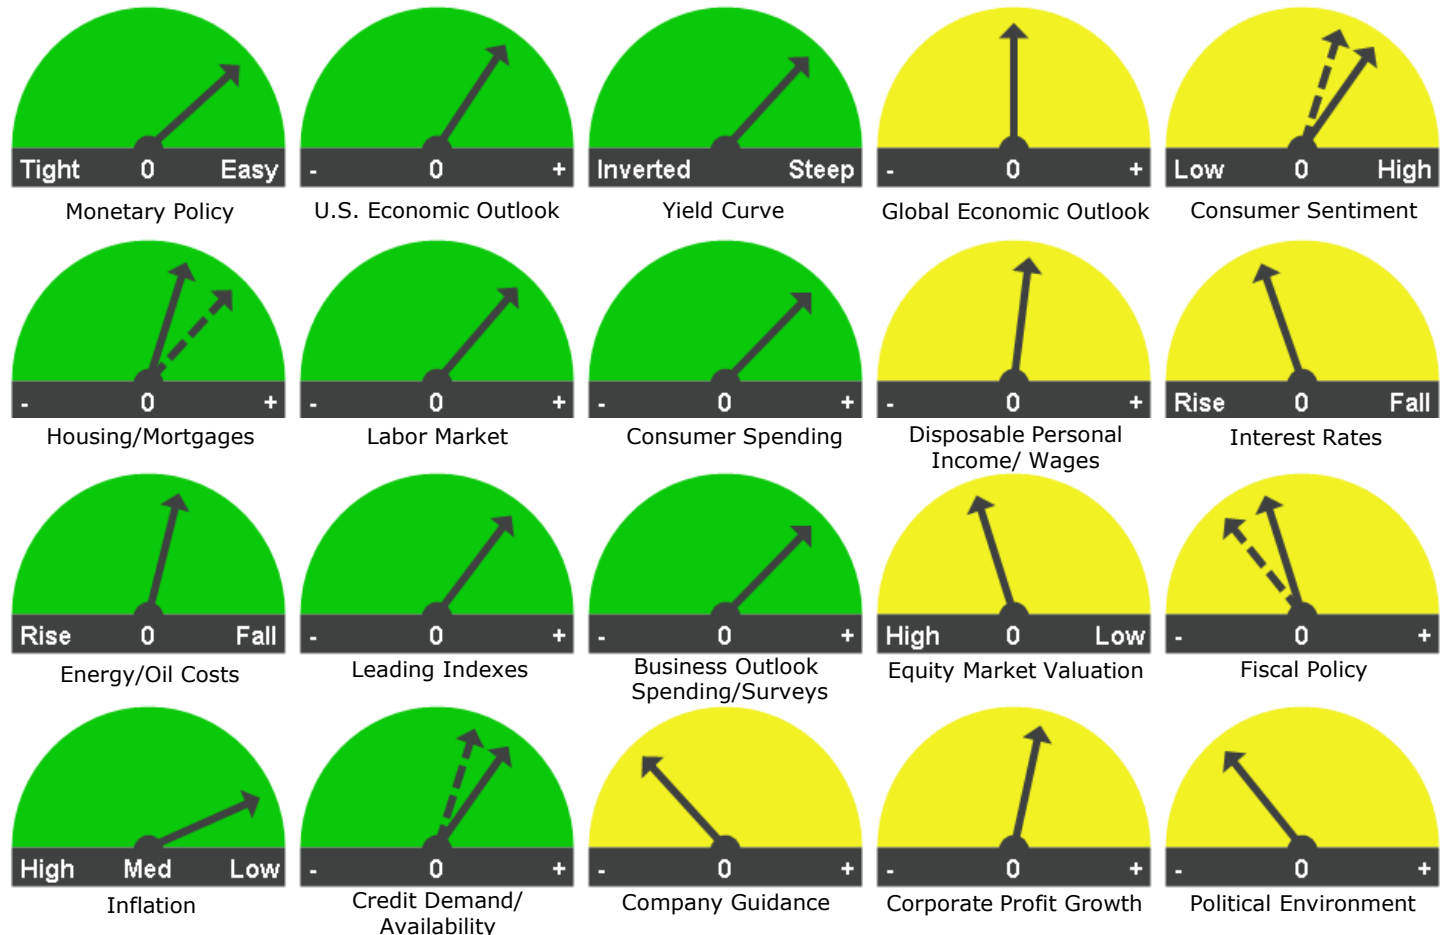 Tight 0 Easy
- 0 +
Inverted Steep
- 0 +
Low 0 High
Monetary Policy
U.S. Economic Outlook
Yield Curve
Global Economic Outlook
Consumer Sentiment
- 0 +
- 0 +
- 0 +
- 0 +
Rise 0 Fall
Housing/Mortgages
Labor Market
Consumer Spending
Disposable Personal
Income/ Wages
Interest Rates
Rise 0 Fall
- 0 +
- 0 +
High 0 Low
- 0 +
Energy/Oil Costs
Leading Indexes
Business Outlook
Spending/Surveys
Equity Market Valuation
Fiscal Policy
High Med Low
- 0 +
- 0 +
- 0 +
- 0 +
Inflation
Credit Demand/
Availability
Company Guidance
Corporate Profit Growth
Political Environment